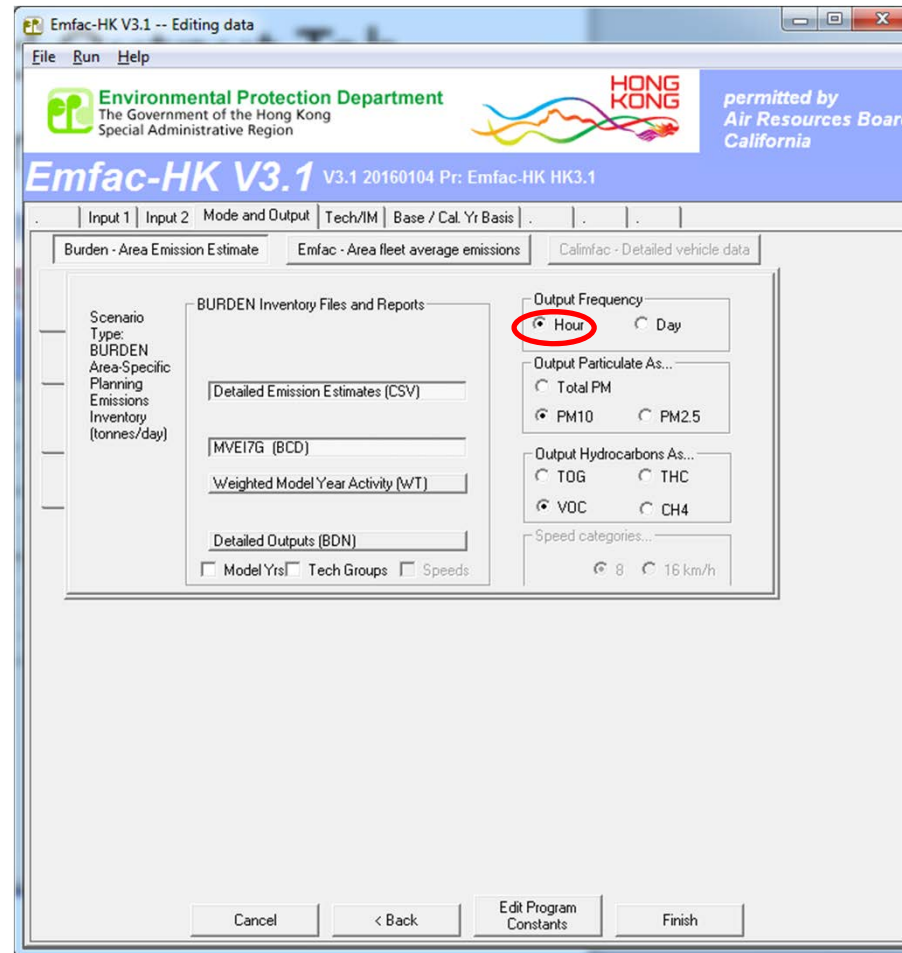 Emfac-HK V3.1 -- Editing data
File Run Help
Environmental Protection Department
The Government of the Hong Kong
Special Administrative Region
HONG
KONG
permitted by
Air Resources Boar
California
Emfac-HK V3.1 V3.1 20160104 Pr: Emfac-HK HK3.1
. Input 1 Input 2 Mode and Output Tech/IM Base / Cal. Yr Basis . . .
Burden - Area Emission Estimate Emfac - Area fleet average emissions Calimfac - Detailed vehicle data
Scenario
Type:
BURDEN
Area-Specific
Planning
Emissions
Inventory
(tonnes/day)
BURDEN Inventory Files and Reports
Detailed Emission Estimates (CSV)
MVEI7G (BCD)
Weighted Model Year Activity (WT)
Detailed Outputs (BDN)
Model Yrs Tech Groups Speeds
Output Frequency
Hour Day
Output Particulate As...
Total PM
PM10 PM2.5
Output Hydrocarbons As...
TOG THC
VOC CH4
Speed categories...
8 16 km/h
Cancel < Back Edit Program
Constants Finish